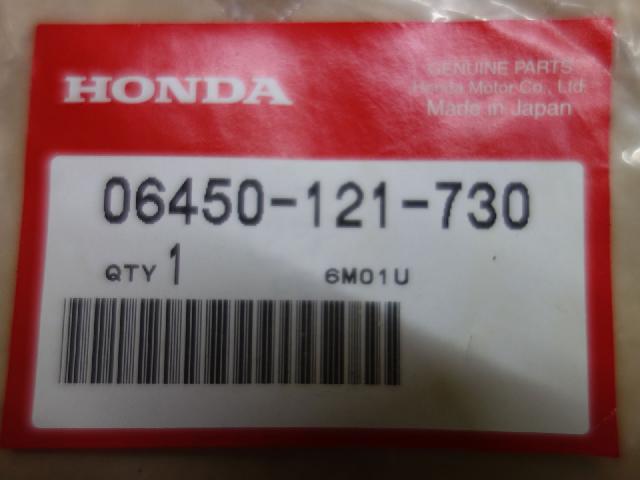 HONDA
GENUINE PARTS
Honda Motor Co., Ltd.
Made in Japan
06450-121-730
QTY 1 6M01U